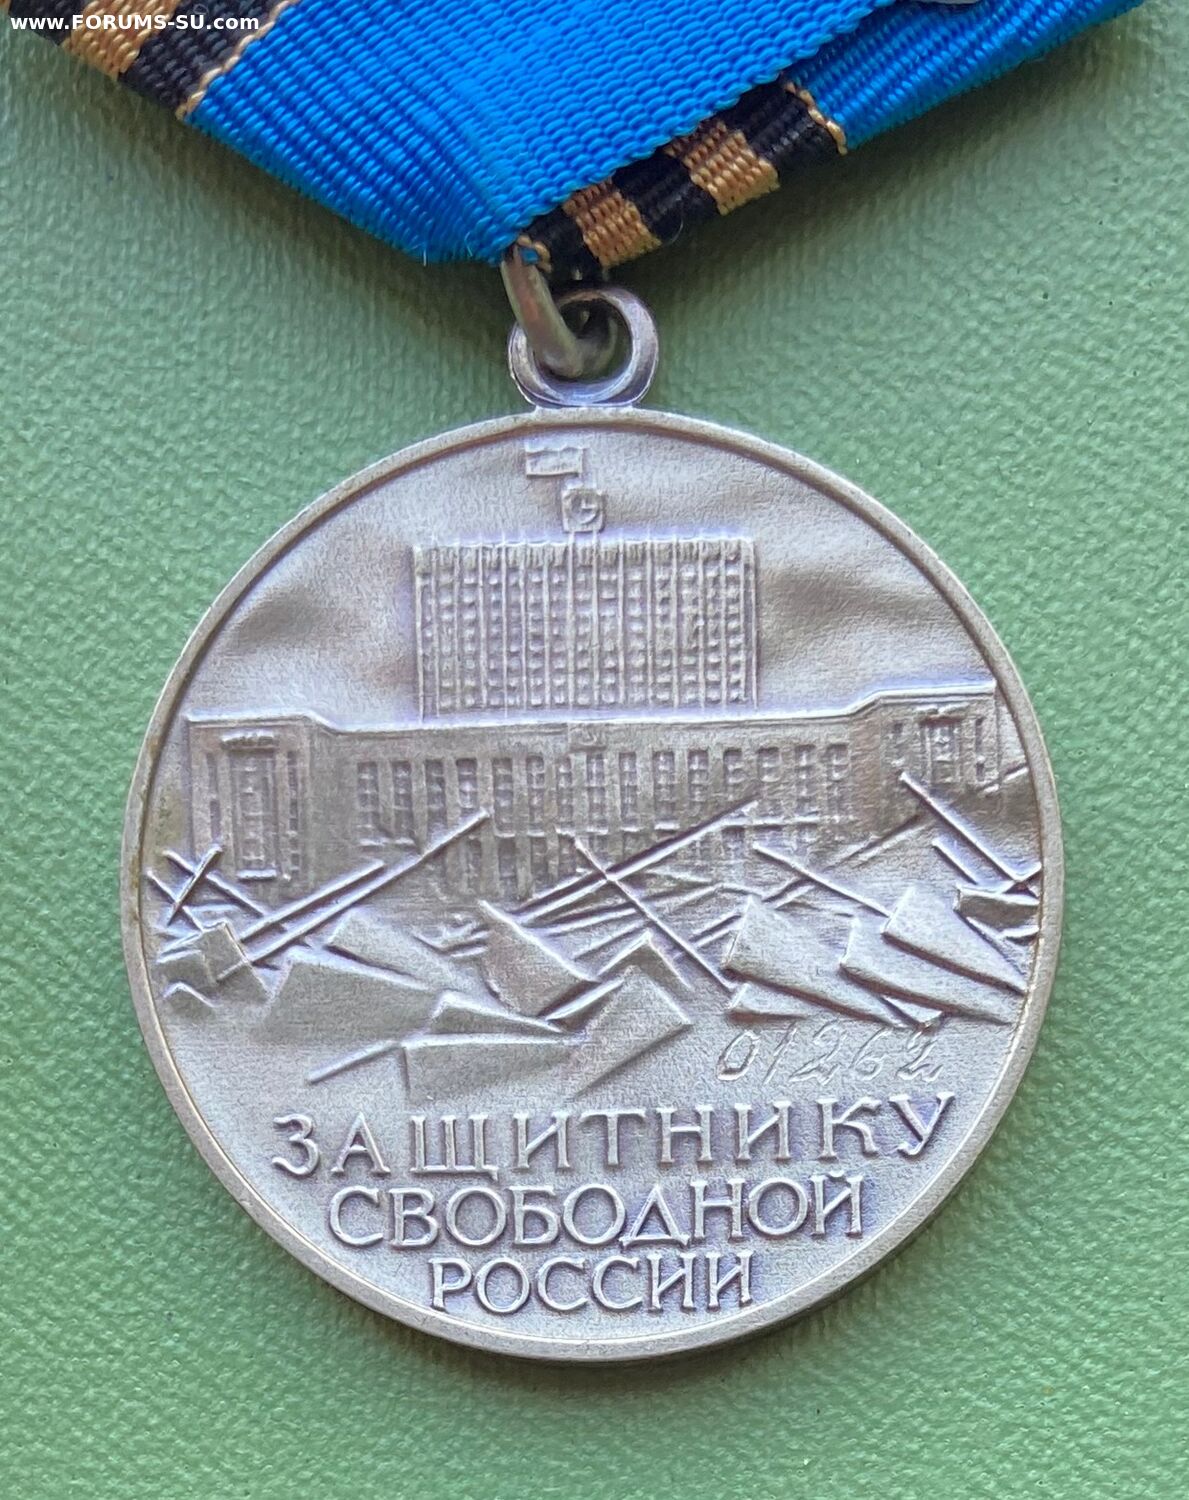 www.FORUMS-SU.com
01262
ЗАЩИТНИКУ
СВОБОДНОЙ
РОССИИ